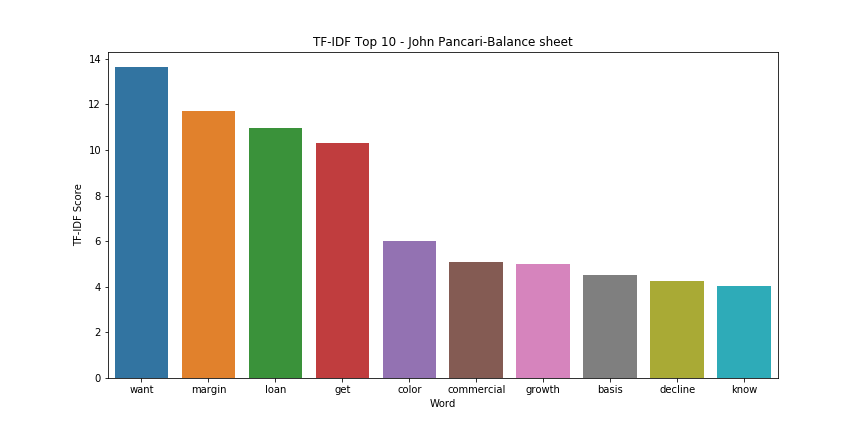 TF-IDF Top 10 - John Pancari-Balance sheet
14
12
10
8
6
4
2
0
TF-IDF Score
want margin loan get color commercial growth basis decline know
Word